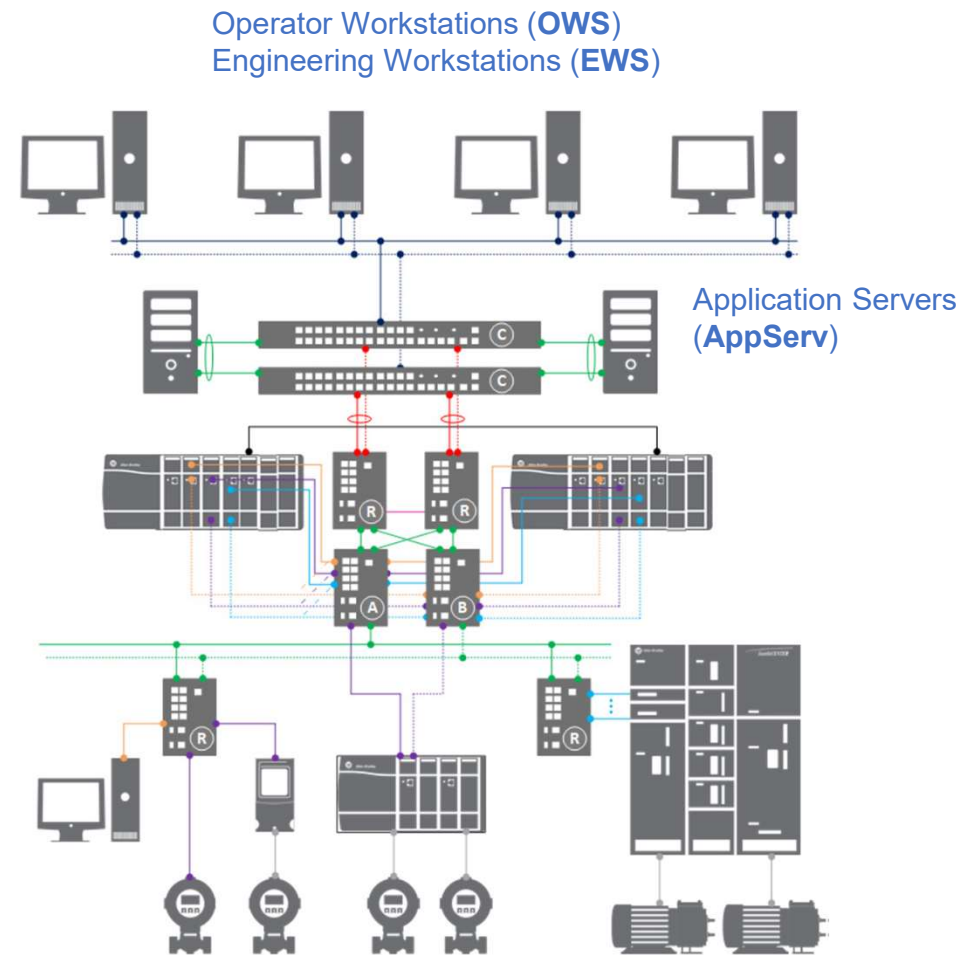 Operator Workstations (OWS)
Engineering Workstations (EWS)
Application Servers
(AppServ)
C
C
R
R
A
B
R
R